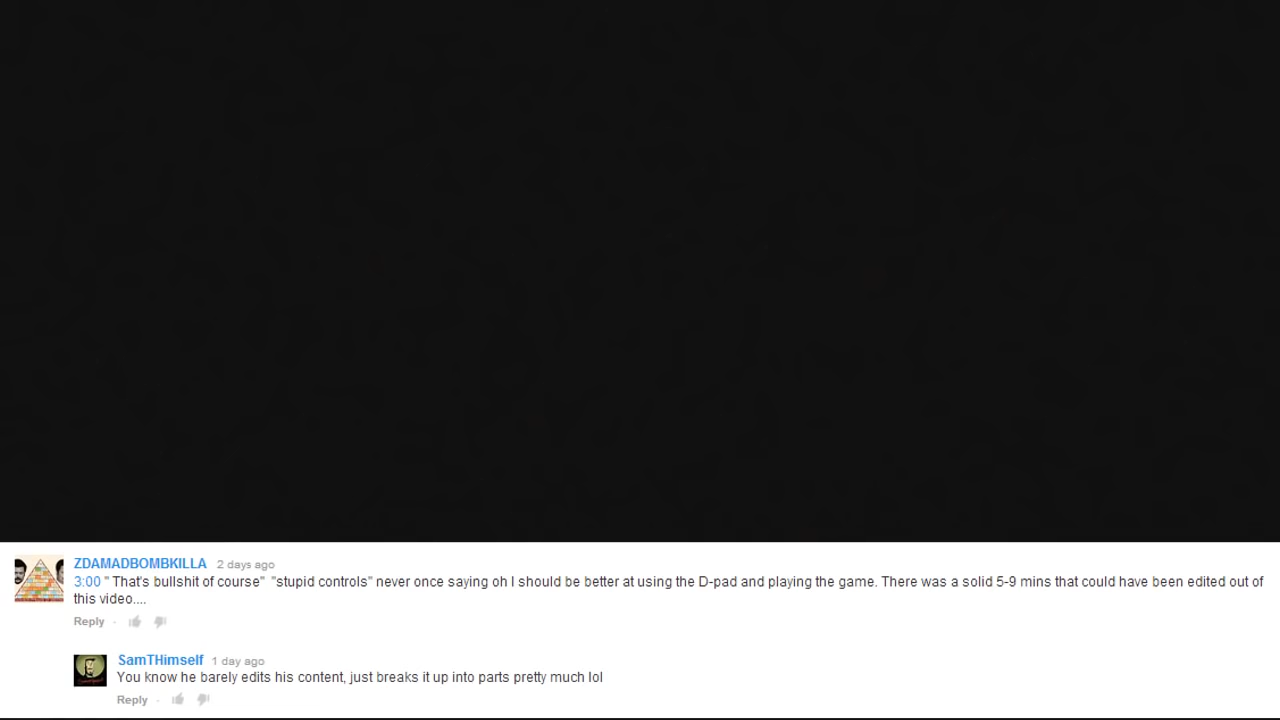 ZDAMADBOMBKILLA 2 days ago
3:00 " That's bullshit of course" "stupid controls" never once saying oh I should be better at using the D-pad and playing the game. There was a solid 5-9 mins that could have been edited out of
this video....
Reply ·
SamTHimself 1 day ago
You know he barely edits his content, just breaks it up into parts pretty much lol
Reply ·